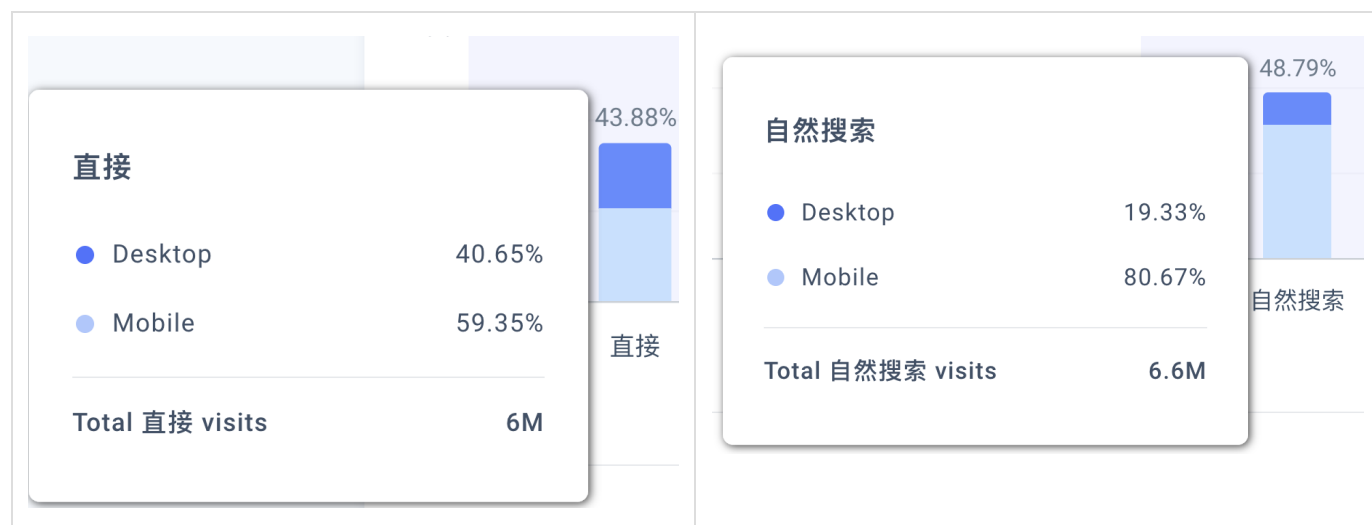 43.88%
直接
Desktop 40.65%
Mobile 59.35%
直接
Total 直接 visits 6M
48.79%
自然搜索
Desktop 19.33%
Mobile 80.67%
自然搜索
Total 自然搜索 visits 6.6M